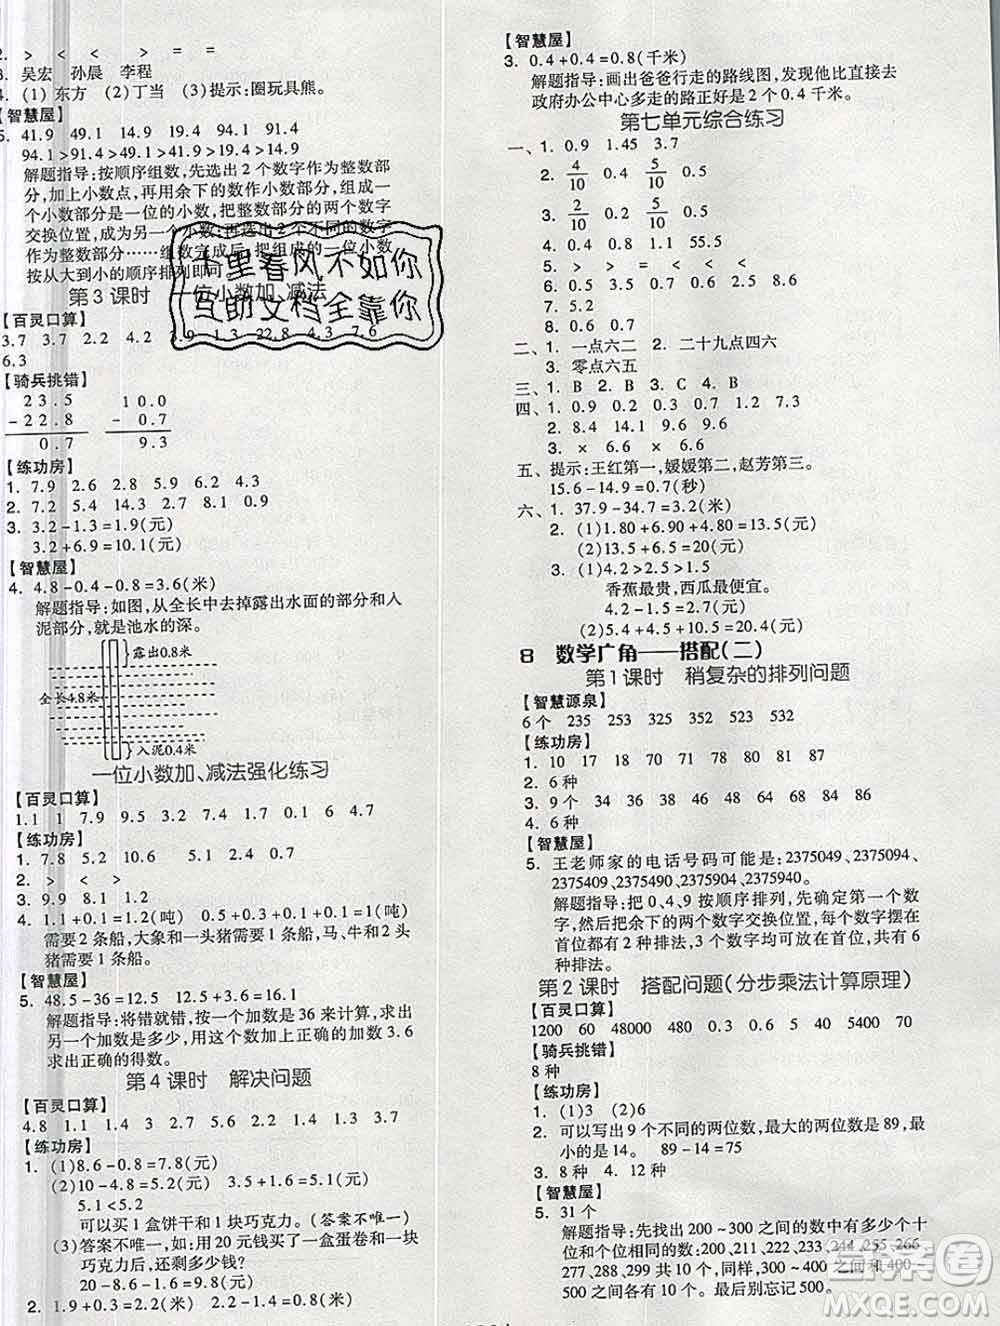 2. > < < > = =
3. 吴宏 孙晨 李程
4. (1)东方 (2)丁当 (3)提示:圈玩具熊。
【智慧屋】
5. 41.9 49.1 14.9 19.4 94.1 91.4
94.1>91.4>49.1>41.9>19.4>14.9
解题指导:按顺序组数,先选出2个数字作为整数部
分,加上小数点,再用余下的数作小数部分,组成一
个小数部分是一位的小数,把整数部分的两个数字
交换位置,成为另一个小数;再选出2个不同的数字
作为整数部分……组数完成后,把组成的一位小数
按从大到小的顺序排列即可
第3课时 一位小数加、减法
【百灵口算】
3.7 3.7 2.2 4.2 3.9 1.3 22.8 4.3 7.6
6.3
【骑兵挑错】
23.5 10.0
-22.8 -0.7
0.7 9.3
【练功房】
1. 7.9 2.6 2.8 5.9 6.2 4.8
2. 7.2 5.4 14.3 2.7 8.1 0.9
3. 3.2-1.3=1.9(元)
3.2+6.9=10.1(元)
【智慧屋】
4. 4.8-0.4-0.8=3.6(米)
解题指导:如图,从全长中去掉露出水面的部分和入
泥部分,就是池水的深。
露出0.8米
全长4.8米
入泥0.4米
一位小数加、减法强化练习
【百灵口算】
1.1 1 7.9 9.5 3.2 7.5 4.4 0.6 1.2
【练功房】
1. 7.8 5.2 10.6 5.7 2.2 2.4
2. > < >
3. 9.9 8.1 1.2
4. 1.1+0.1=1.2(吨) 0.5+0.5=1(吨)
需要2条船,大象和一头猪需要1条船,马、牛和2头
猪需要1条船。
【智慧屋】
5. 48.5-36=12.5 12.5+3.6=16.1
解题指导:将错就错,按一个加数是36来计算,求出
另一个加数是多少,用这个数加上正确的加数3.6
求出正确的得数。
第4课时 解决问题
【百灵口算】
4.8 1.1 1.4 3 2.7 1.1 5.9 2.9 3
【练功房】
1. (1)8.6-0.8=7.8(元)
(2)10-4.8=5.2(元)
5.1<5.2
可以买1盒饼干和1块巧克力。(答案不唯一)
(3)答案不唯一,如:用20元钱买了一盒蛋卷和一块
巧克力后,还剩多少钱?
20-8.6-1.6=9.8(元)
2. 1.9+0.3=2.2(米) 2.2+1.9=4.1(米)
【智慧屋】
3. 0.4+0.4=0.8(千米)
解题指导:画出爸爸行走的路线图,发现他比直接去
政府办公中心多走的路正好是2个0.4千米。
第七单元综合练习
一、1. 0.9 1.45 3.7
2. 4/10 0.4 5/10 0.5
3. 2/10 0.2 5/10 0.5
5. > < < < > >
6. 0.2 0.3 0.5 0.6 0.8
7. 5.2
8. 0.9 1.5 0.4
二、1. 一点六二 2. 二十九点四六
3. 零点六五
三、1. B 2. B 3. C 4. B
四、1. 0.9 0.2 0.3 0.7 1.2 7.3
2. 8.4 14.1 9.7 4.6
3. × 6.6 × 6.6
五、提示:王红第一,媛媛第二,赵芳第三。
15.6-14.9=0.7(秒)
六、1. 37.9-34.7=3.2(米)
2. (1)1.80+6.90+4.80=13.5(元)
(2)13.5+6.5=20(元)
3. (1)4.2>2.5>1.5
香蕉最贵,西瓜最便宜。
4.2-1.5=2.7(元)
(2)5.4+4.5+10.5=20.4(元)
8 数学广角——搭配(二)
第1课时 稍复杂的排列问题
【智慧源泉】
6个 235 253 325 352 523 532
【练功房】
1. 10 17 18 70 71 78 80 81 87
2. 6种
3. 9个 34 36 38 64 68 84 86
4. 6种
【智慧屋】
5. 王老师家的电话号码可能是:2375049、2375094、
2375409、2375490、2375904、2375940。
解题指导:把0、4、9按顺序排列,先确定第一个数
字,然后把余下的两个数字交换位置,每个数字在
首位都有2种排法,3个数字均可放在首位,共有6
种排法。
第2课时 搭配问题(分步乘法计算原理)
【百灵口算】
1200 60 48000 480 0.3 0.6 5 40 5400 70
【骑兵挑错】
8种
【练功房】
1. (1)3 (2)6
2. 可以写出9个不同的两位数,最大的两位数是89,最
小的是14。 89-14=75
3. 8种 4. 12种
【智慧屋】
5. 31个
解题指导:先找出200~300之间的数中有多少个十
位和个位相同的数:200、211、222、233、244、255、266、
277、288、299、300共11个,同样,300~400之间和400~
500之间也是各有10个。最后别忘记500。
千里春风不如你
互助文档全靠你
答案圈
MXQE.COM